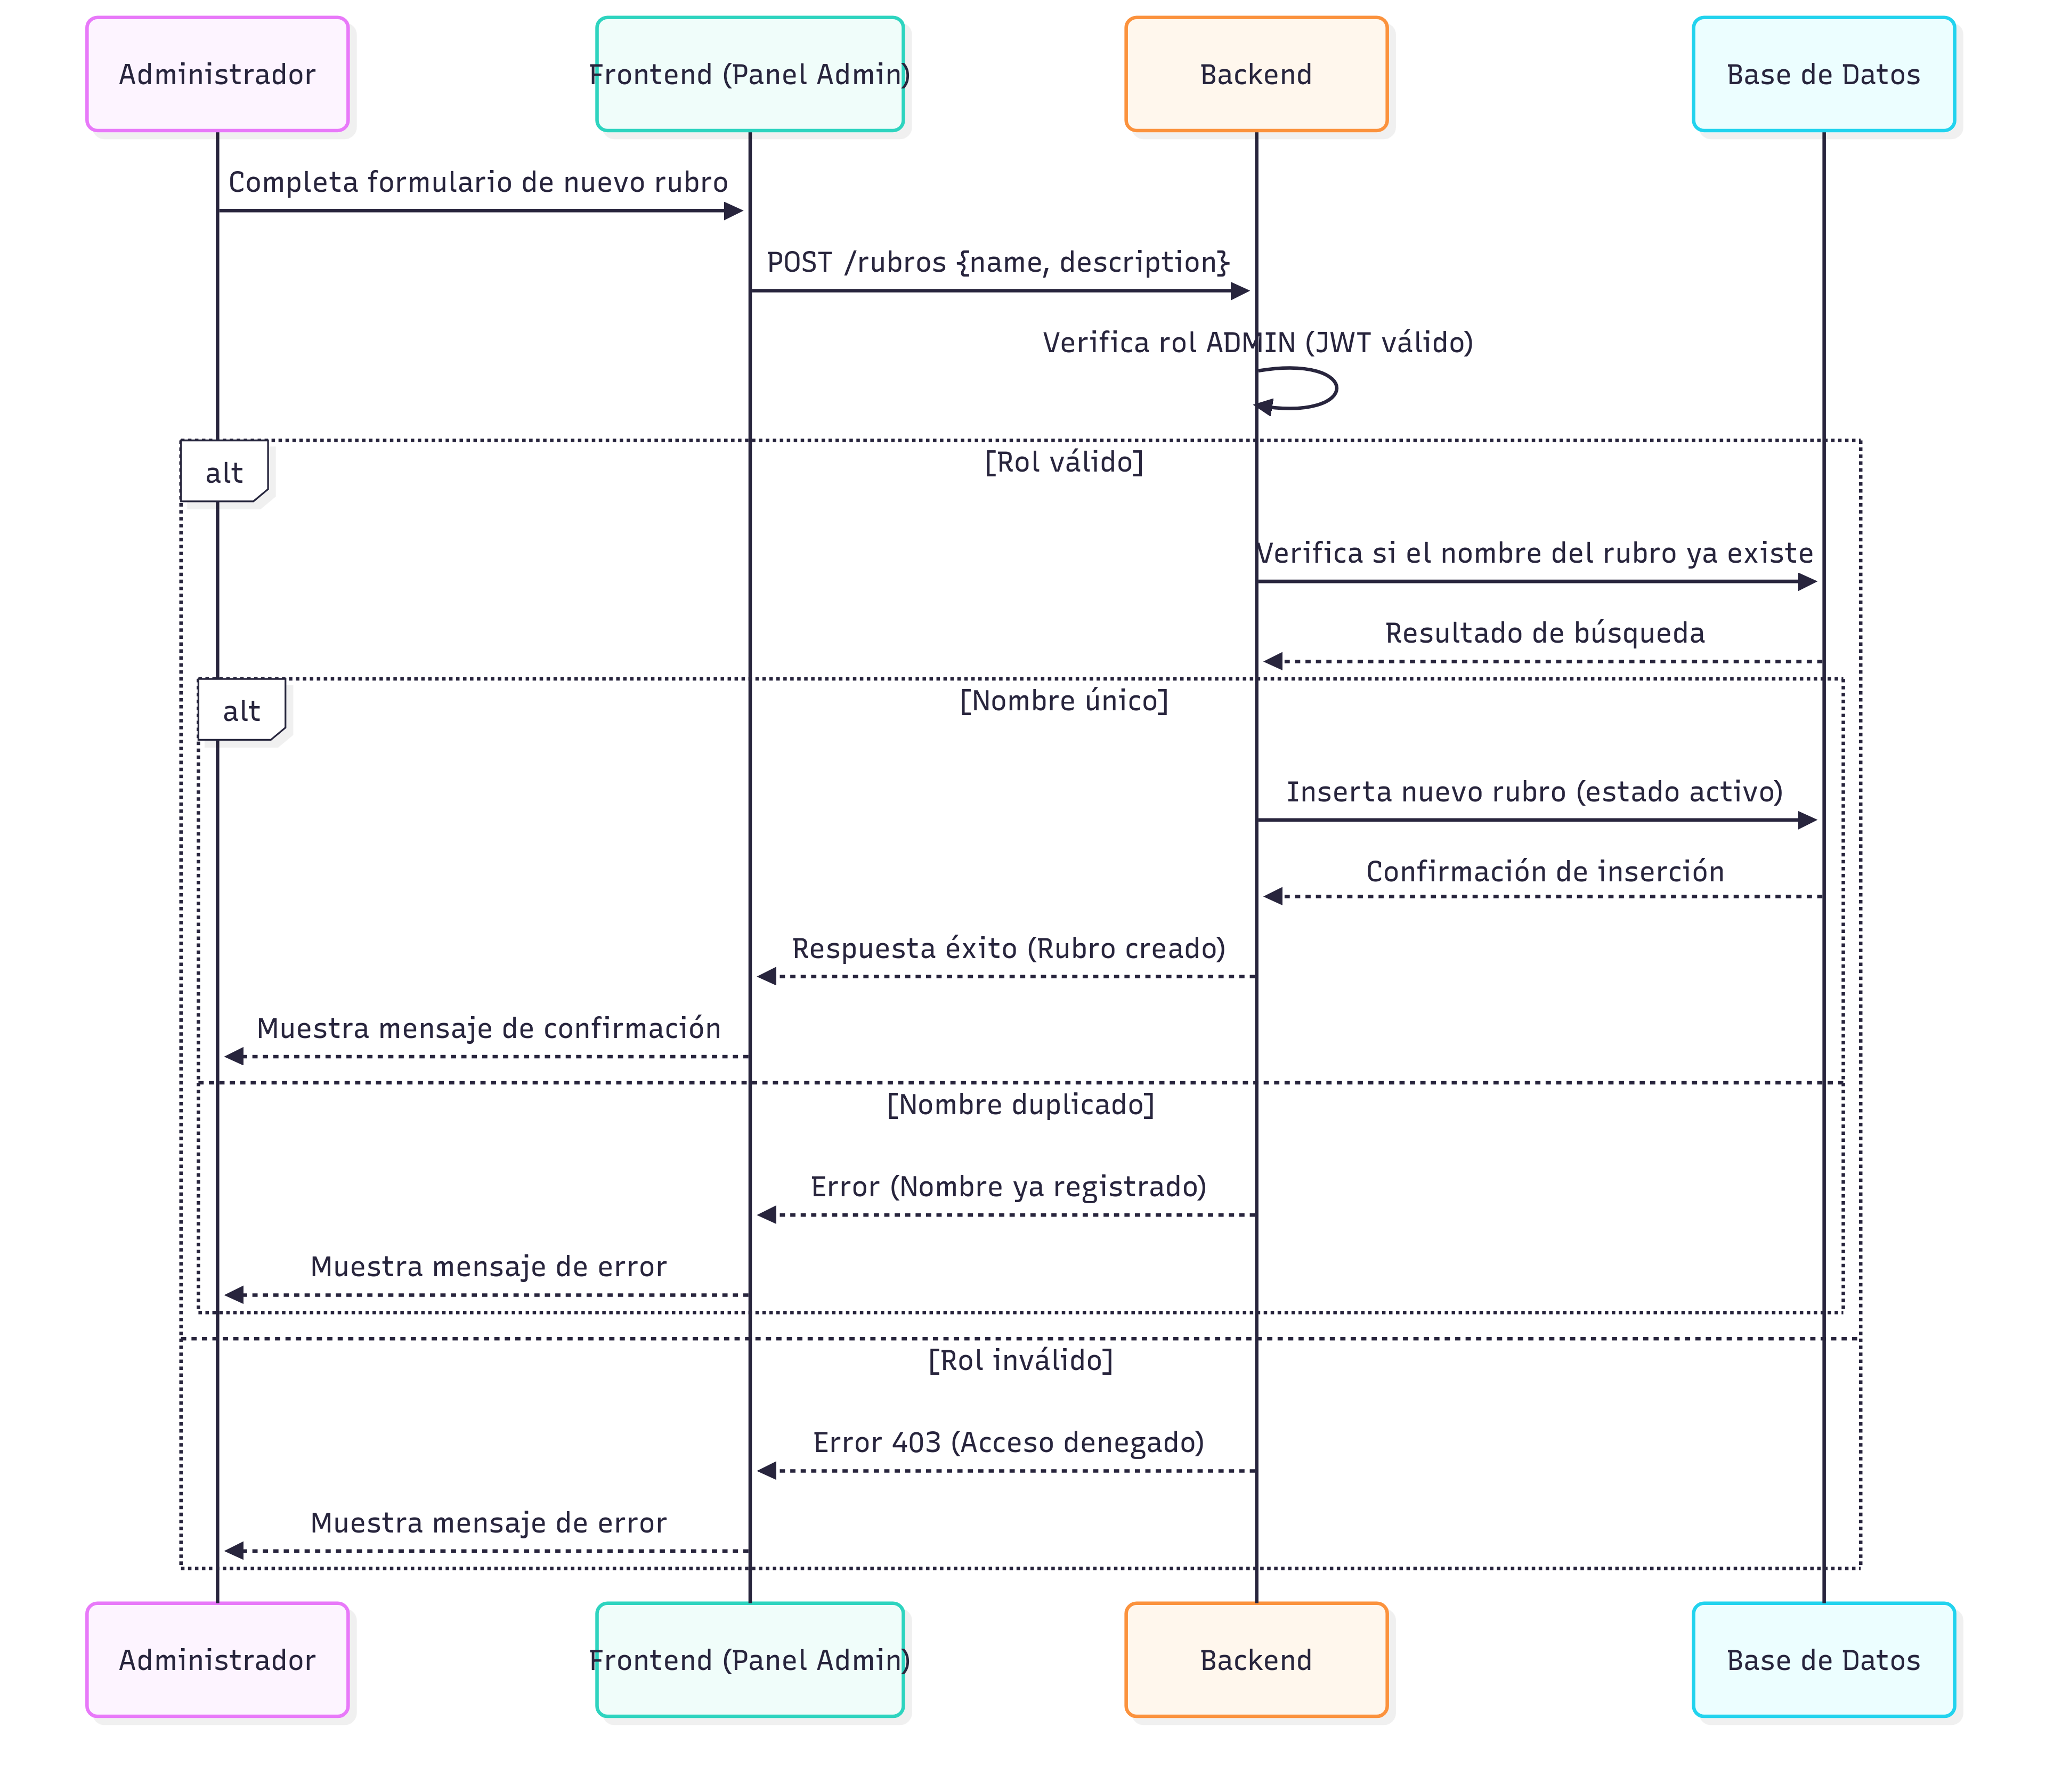 Administrador
Frontend (Panel Admin)
Backend
Base de Datos
Completa formulario de nuevo rubro
POST /rubros {name, description}
Verifica rol ADMIN (JWT válido)
alt
[Rol válido]
Verifica si el nombre del rubro ya existe
Resultado de búsqueda
alt
[Nombre único]
Inserta nuevo rubro (estado activo)
Confirmación de inserción
Respuesta éxito (Rubro creado)
Muestra mensaje de confirmación
[Nombre duplicado]
Error (Nombre ya registrado)
Muestra mensaje de error
[Rol inválido]
Error 403 (Acceso denegado)
Muestra mensaje de error
Administrador
Frontend (Panel Admin)
Backend
Base de Datos